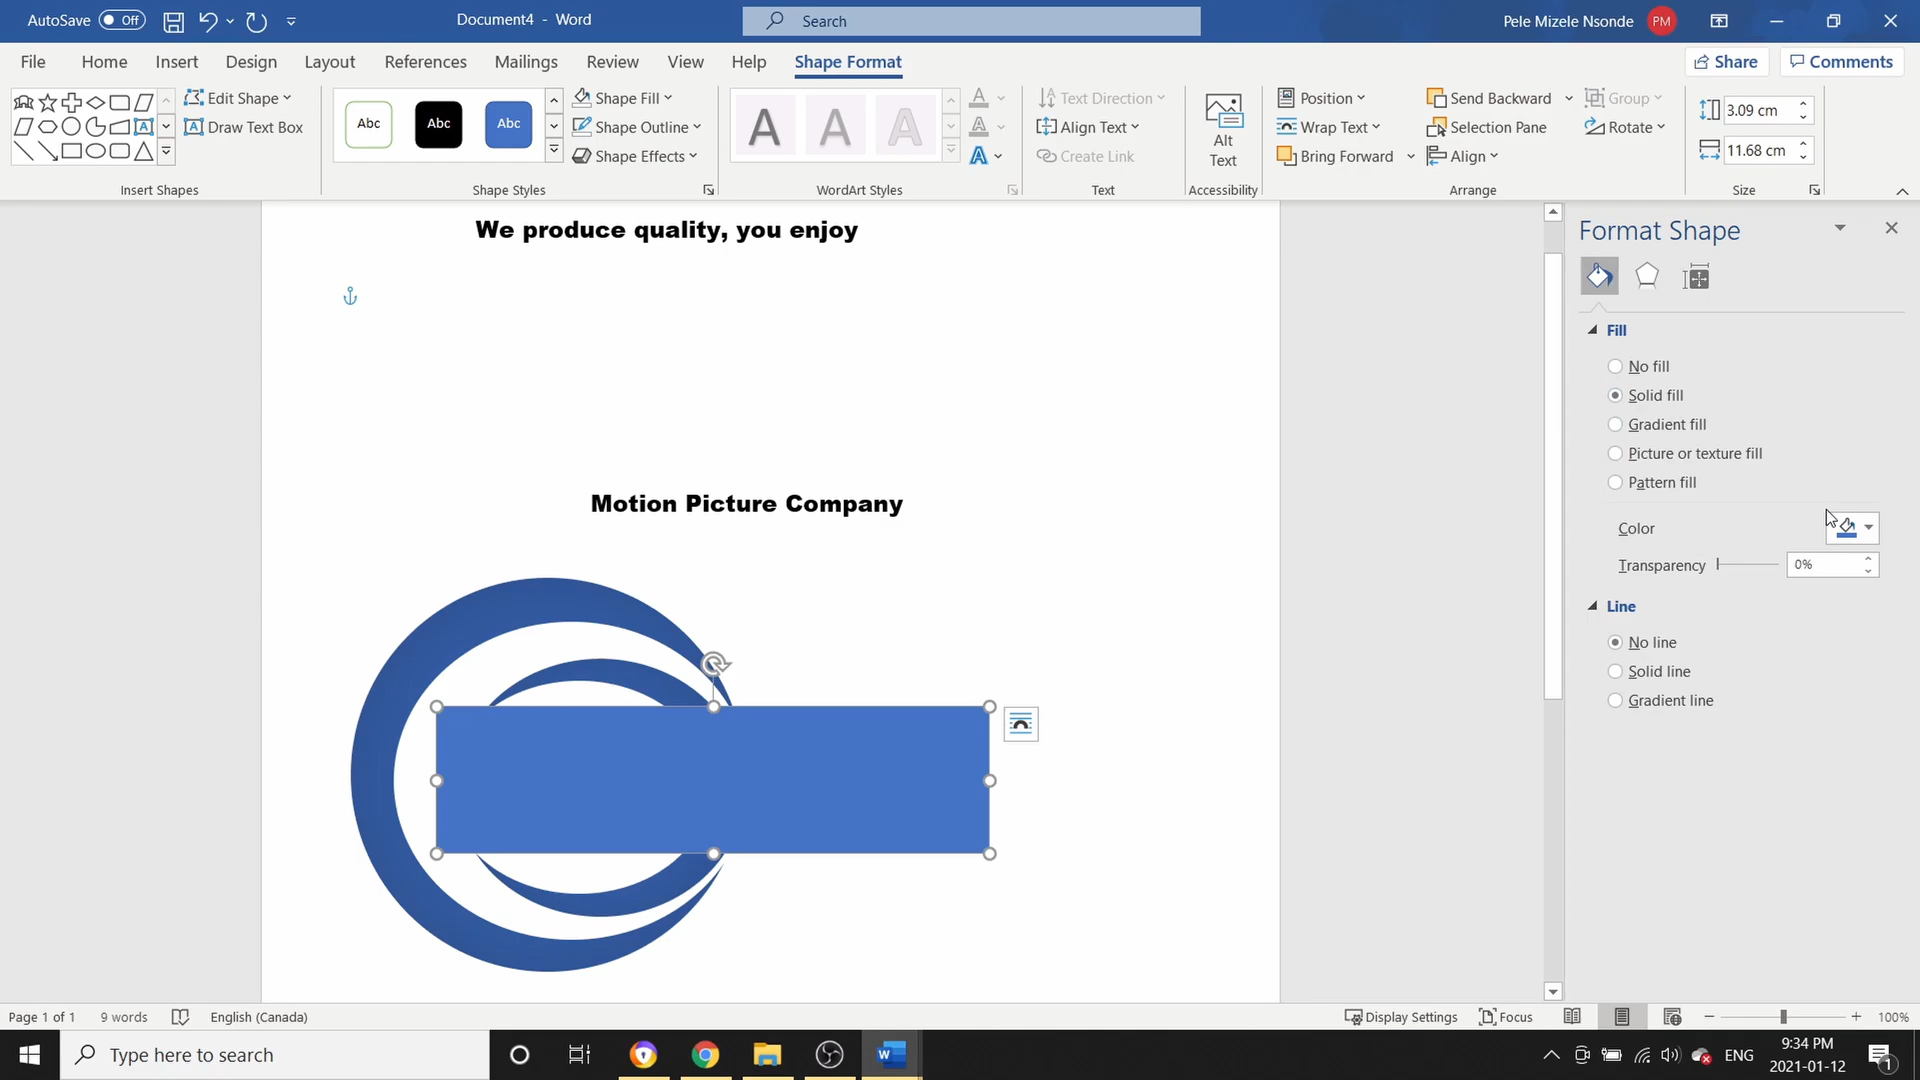 AutoSave Off
Document4 - Word
Search
Pele Mizele Nsonde PM
File Home Insert Design Layout References Mailings Review View Help Shape Format
Share Comments
Edit Shape
Draw Text Box
Insert Shapes
Abc Abc Abc
Shape Fill
Shape Outline
Shape Effects
Shape Styles
A A A
A
A
A
WordArt Styles
Text Direction
Align Text
Create Link
Text
Alt
Text
Accessibility
Position
Wrap Text
Bring Forward
Send Backward
Selection Pane
Align
Group
Rotate
Arrange
3.09 cm
11.68 cm
Size
We produce quality, you enjoy
Motion Picture Company
Format Shape
Fill
No fill
Solid fill
Gradient fill
Picture or texture fill
Pattern fill
Color
Transparency 0%
Line
No line
Solid line
Gradient line
Page 1 of 1 9 words English (Canada)
Display Settings Focus 100%
Type here to search
W
ENG
9:34 PM
2021-01-12
1